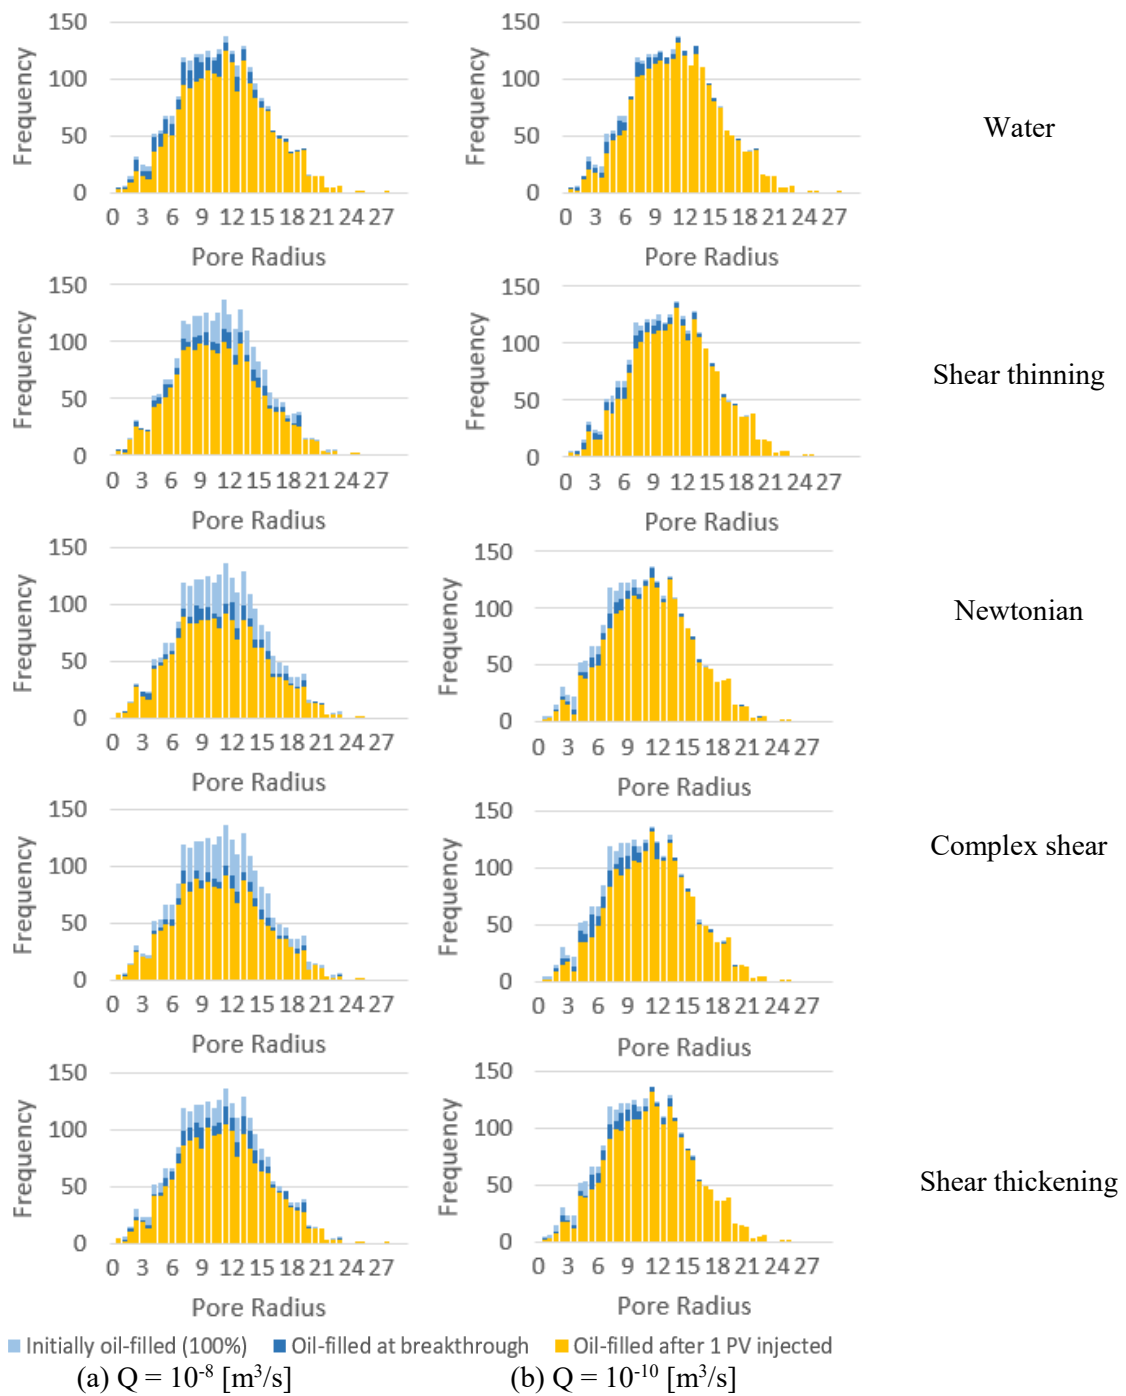 150
100
50
0
Frequency
0 3 6 9 12 15 18 21 24 27
Pore Radius
150
100
50
0
Frequency
0 3 6 9 12 15 18 21 24 27
Pore Radius
Water
150
100
50
0
Frequency
0 3 6 9 12 15 18 21 24 27
Pore Radius
150
100
50
0
Frequency
0 3 6 9 12 15 18 21 24 27
Pore Radius
Shear thinning
150
100
50
0
Frequency
0 3 6 9 12 15 18 21 24 27
Pore Radius
150
100
50
0
Frequency
0 3 6 9 12 15 18 21 24 27
Pore Radius
Newtonian
150
100
50
0
Frequency
0 3 6 9 12 15 18 21 24 27
Pore Radius
150
100
50
0
Frequency
0 3 6 9 12 15 18 21 24 27
Pore Radius
Complex shear
150
100
50
0
Frequency
0 3 6 9 12 15 18 21 24 27
Pore Radius
150
100
50
0
Frequency
0 3 6 9 12 15 18 21 24 27
Pore Radius
Shear thickening
Initially oil-filled (100%) Oil-filled at breakthrough Oil-filled after 1 PV injected
(a) Q = 10⁻⁸ [m³/s] (b) Q = 10⁻¹⁰ [m³/s]